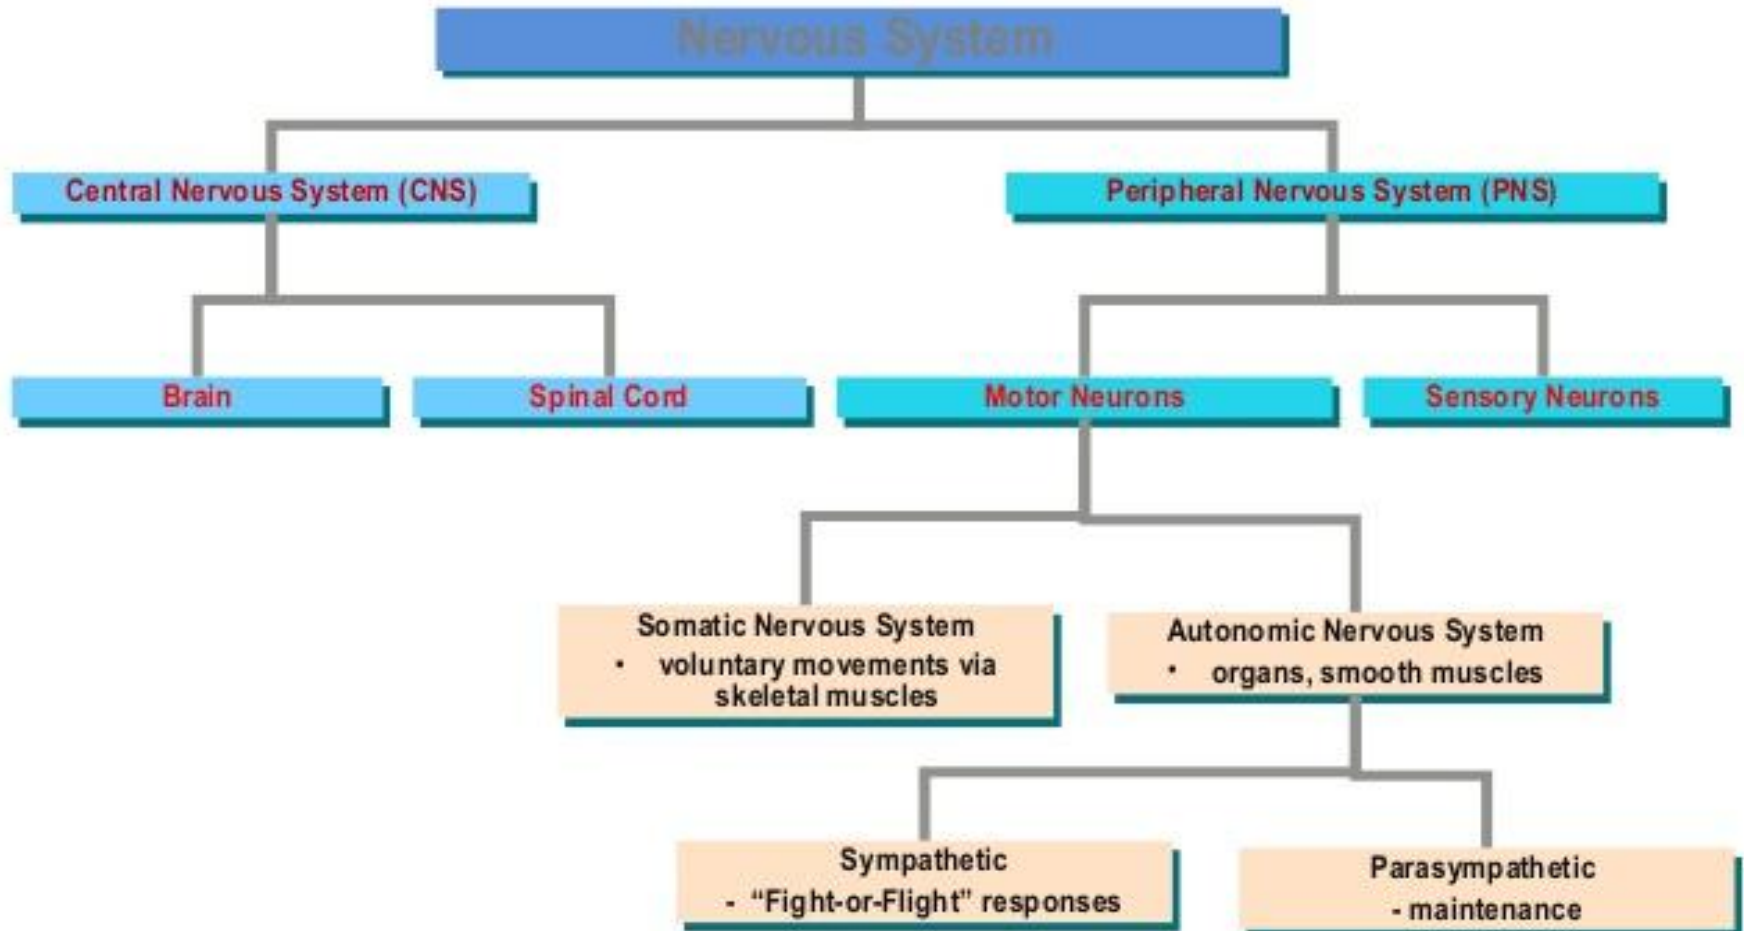 Nervous System
Central Nervous System (CNS)
Peripheral Nervous System (PNS)
Brain
Spinal Cord
Motor Neurons
Sensory Neurons
Somatic Nervous System
• voluntary movements via
skeletal muscles
Autonomic Nervous System
• organs, smooth muscles
Sympathetic
- “Fight-or-Flight” responses
Parasympathetic
- maintenance